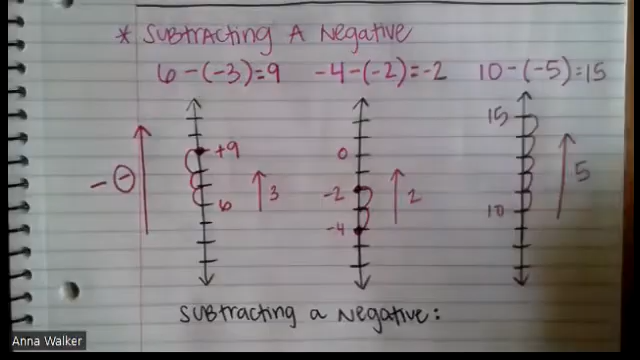 * SUBTRACTING A Negative
6 - (-3) = 9 -4 - (-2) = -2 10 - (-5) = 15
15
+9 0
- ⊖ 3 -2 2 5
6 10
-4
SUBTRACTING a Negative:
Anna Walker